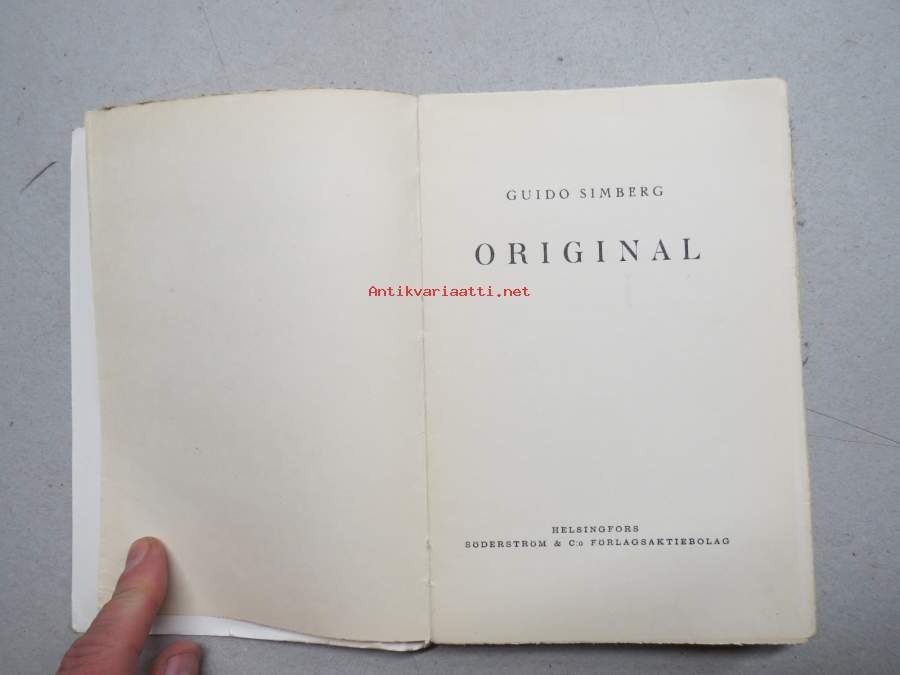 GUIDO SIMBERG
ORIGINAL
Antikvariaatti.net
HELSINGFORS
SÖDERSTRÖM & C:o FÖRLAGSAKTIEBOLAG